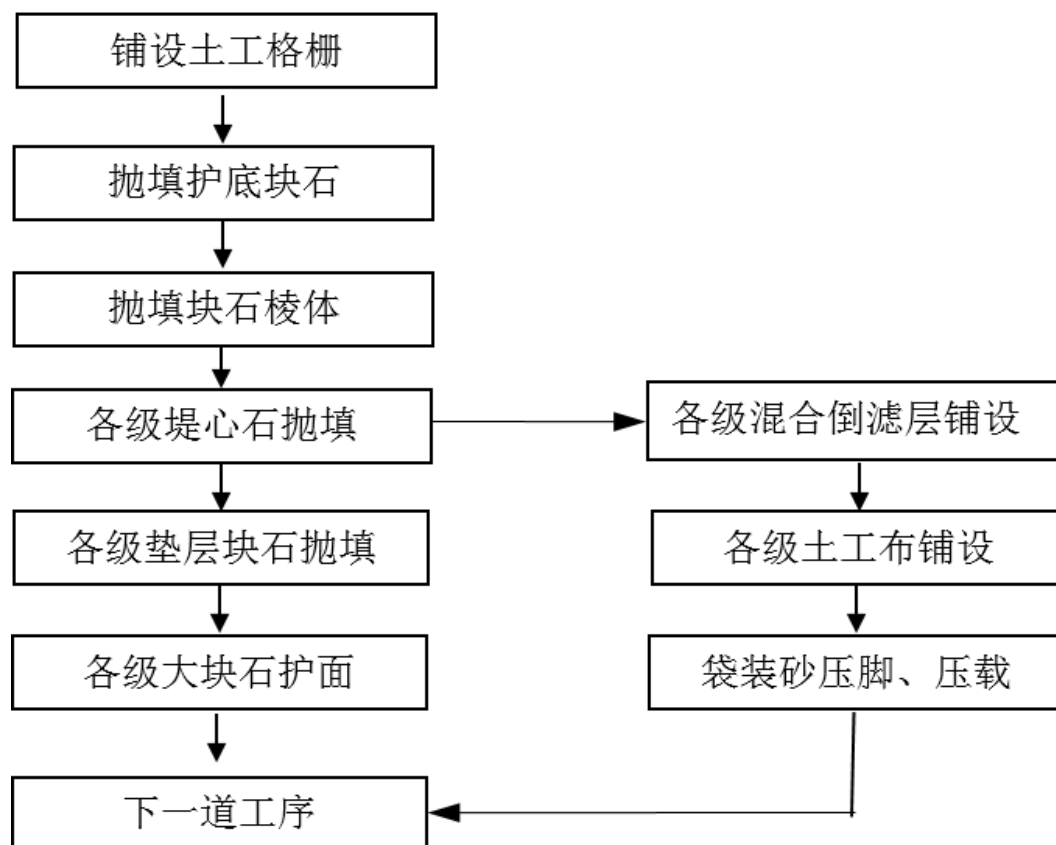 铺设土工格栅
抛填护底块石
抛填块石棱体
各级堤心石抛填
各级垫层块石抛填
各级大块石护面
下一道工序
各级混合倒滤层铺设
各级土工布铺设
袋装砂压脚、压载